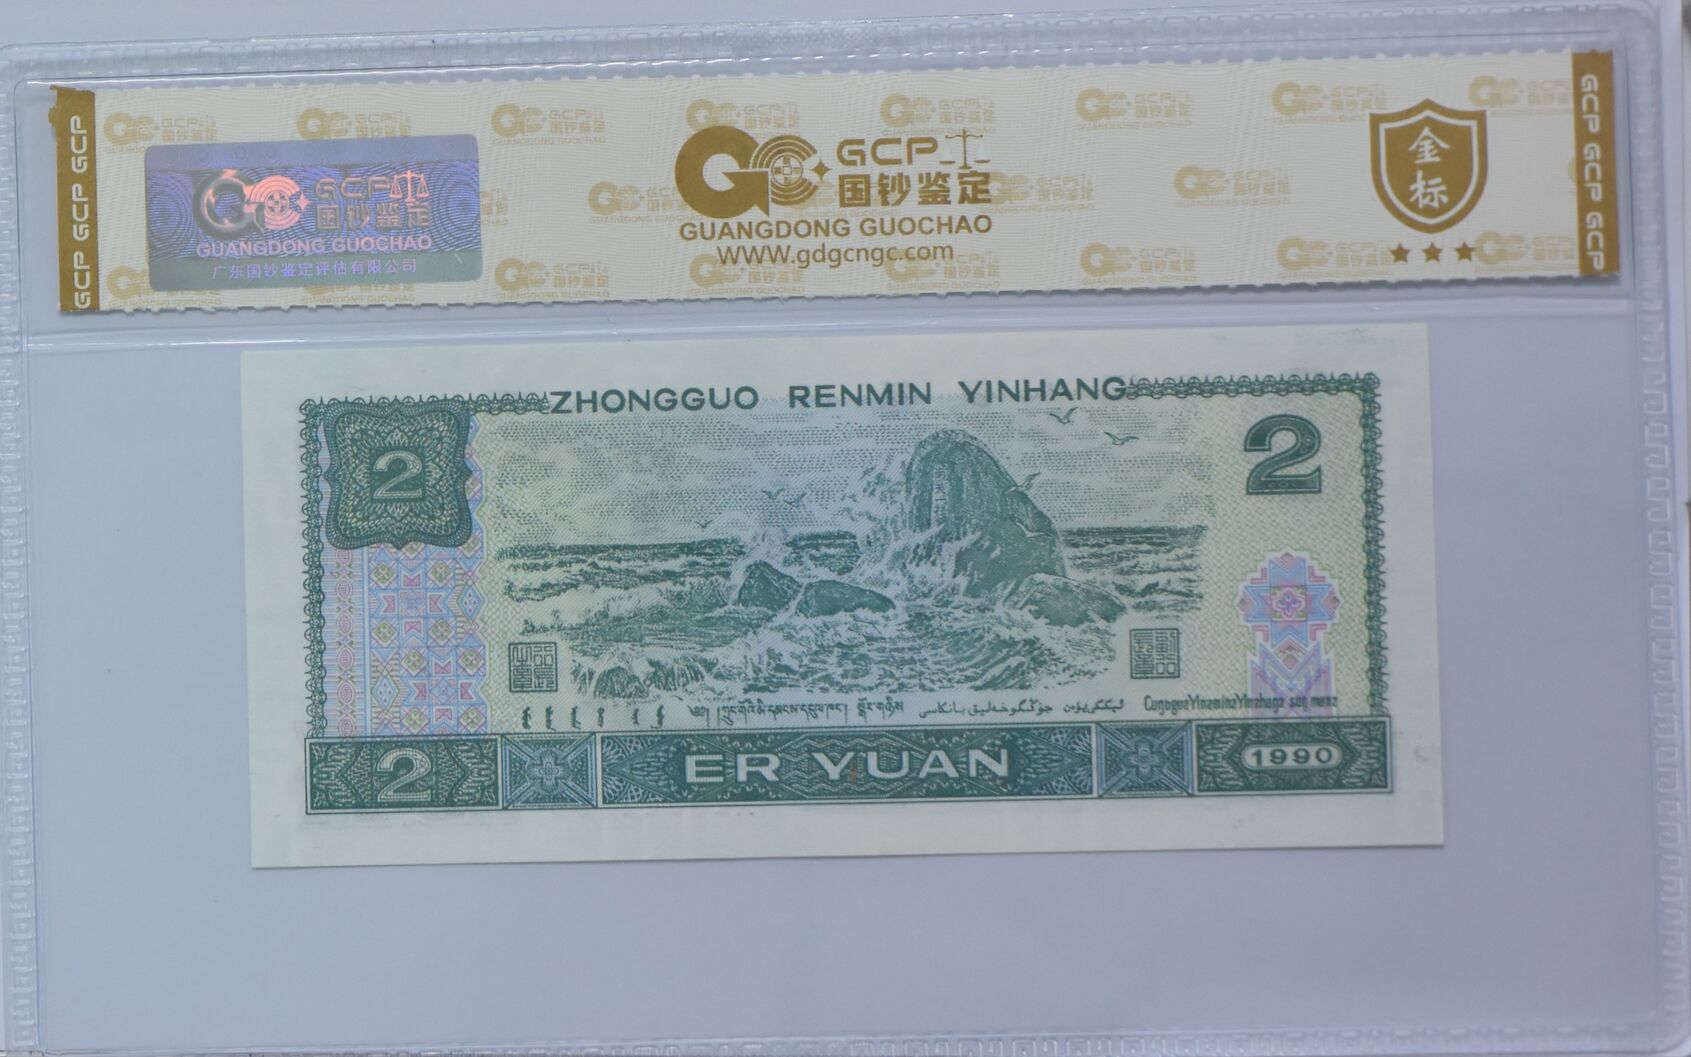 GCP GCP GCP
GCP
国钞鉴定
GUANGDONG GUOCHAO
广东国钞鉴定评估有限公司
GCP
国钞鉴定
GUANGDONG GUOCHAO
www.gdgcngc.com
金标
GCP GCP GCP
ZHONGGUO RENMIN YINHANG
2
2
2
ER YUAN
1990